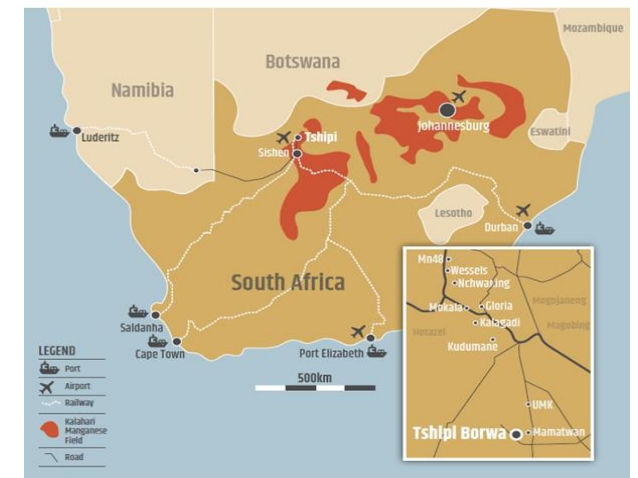 Mozambique
Botswana
Namibia
Johannesburg
Eswatini
Luderitz
Tshipi
Sishen
Lesotho
Durban
South Africa
Saldanha
Cape Town
Port Elizabeth
500km
LEGEND
Port
Airport
Railway
Kalahari
Manganese
Field
Road
Mn48
Wessels
Nchwaning
Mokala
Gloria
Kalagadi
Hotazel
Kudumane
Magojaneng
Magobing
UMK
Tshipi Borwa
Mamatwan